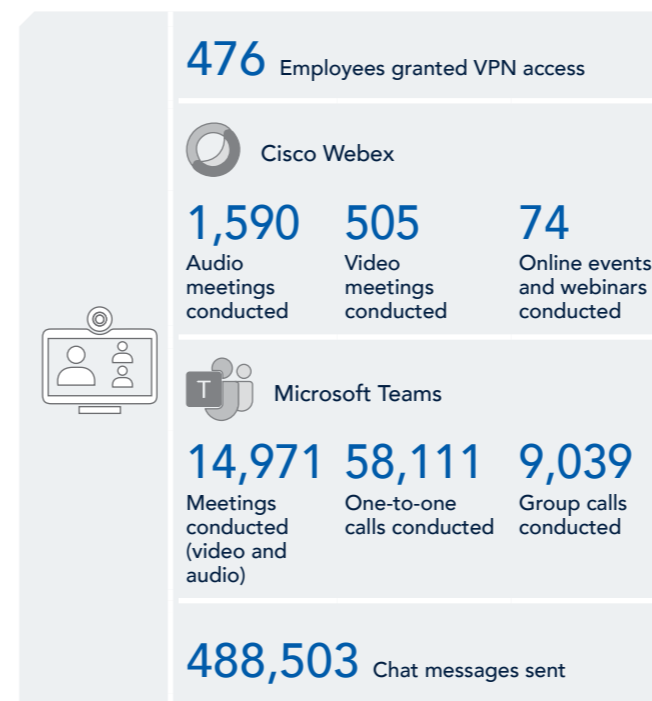 476 Employees granted VPN access
Cisco Webex
1,590 505 74
Audio Video Online events
meetings meetings and webinars
conducted conducted conducted
T Microsoft Teams
14,971 58,111 9,039
Meetings One-to-one Group calls
conducted calls conducted conducted
(video and
audio)
488,503 Chat messages sent